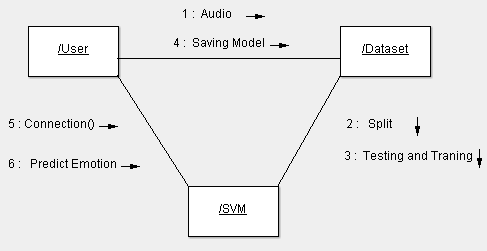 1 : Audio
4 : Saving Model
/User
/Dataset
5 : Connection()
6 : Predict Emotion
2 : Split
3 : Testing and Traning
/SVM